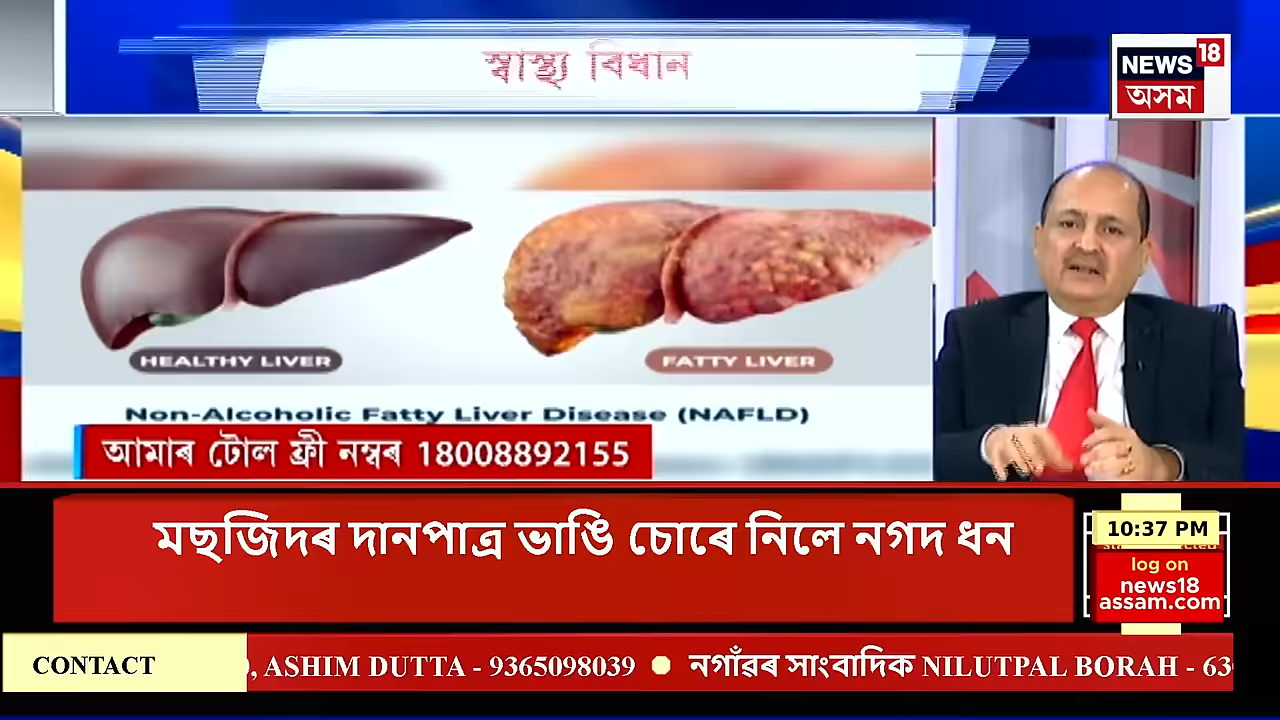 স্বাস্থ্য বিধান
NEWS 18
অসম
HEALTHY LIVER
FATTY LIVER
Non-Alcoholic Fatty Liver Disease (NAFLD)
আমাৰ টোল ফ্ৰী নম্বৰ 18008892155
মছজিদৰ দানপাত্ৰ ভাঙি চোৰে নিলে নগদ ধন
10:37 PM
log on
news18
assam.com
CONTACT
, ASHIM DUTTA - 9365098039 ● নগাঁৱৰ সাংবাদিক NILUTPAL BORAH - 63